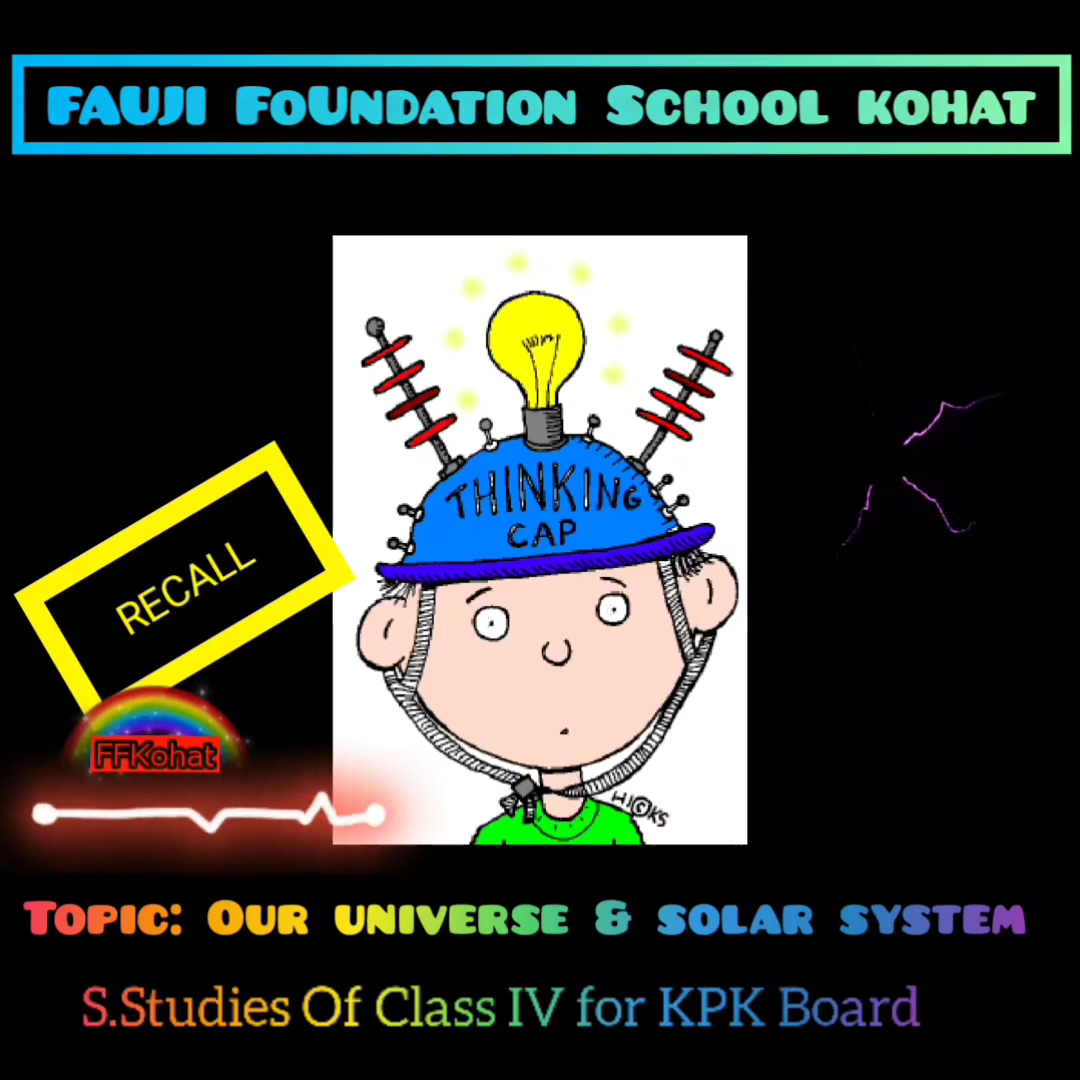 FAUJI FoUNDATION SCHOOL KOHAT
THINKING
CAP
RECALL
FFKohat
HICKS
TOPIC: OUR UNIVERSE & SOLAR SYSTEM
S.Studies Of Class IV for KPK Board